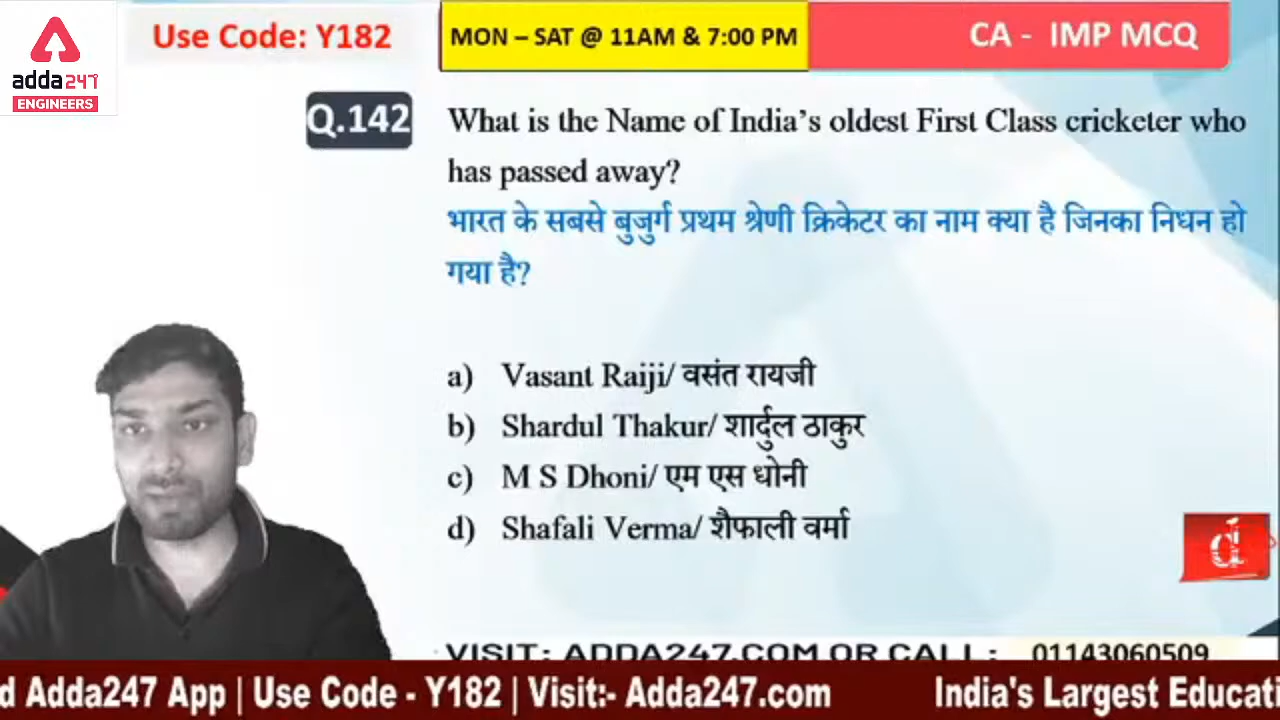 adda247
ENGINEERS
Use Code: Y182
MON – SAT @ 11AM & 7:00 PM
CA - IMP MCQ
Q.142
What is the Name of India's oldest First Class cricketer who
has passed away?
भारत के सबसे बुजुर्ग प्रथम श्रेणी क्रिकेटर का नाम क्या है जिनका निधन हो
गया है?
a) Vasant Raiji/ वसंत रायजी
b) Shardul Thakur/ शार्दुल ठाकुर
c) M S Dhoni/ एम एस धोनी
d) Shafali Verma/ शैफाली वर्मा
VISIT: ADDA247.COM OR CALL: 01143060509
d Adda247 App | Use Code - Y182 | Visit:- Adda247.com
India's Largest Educati